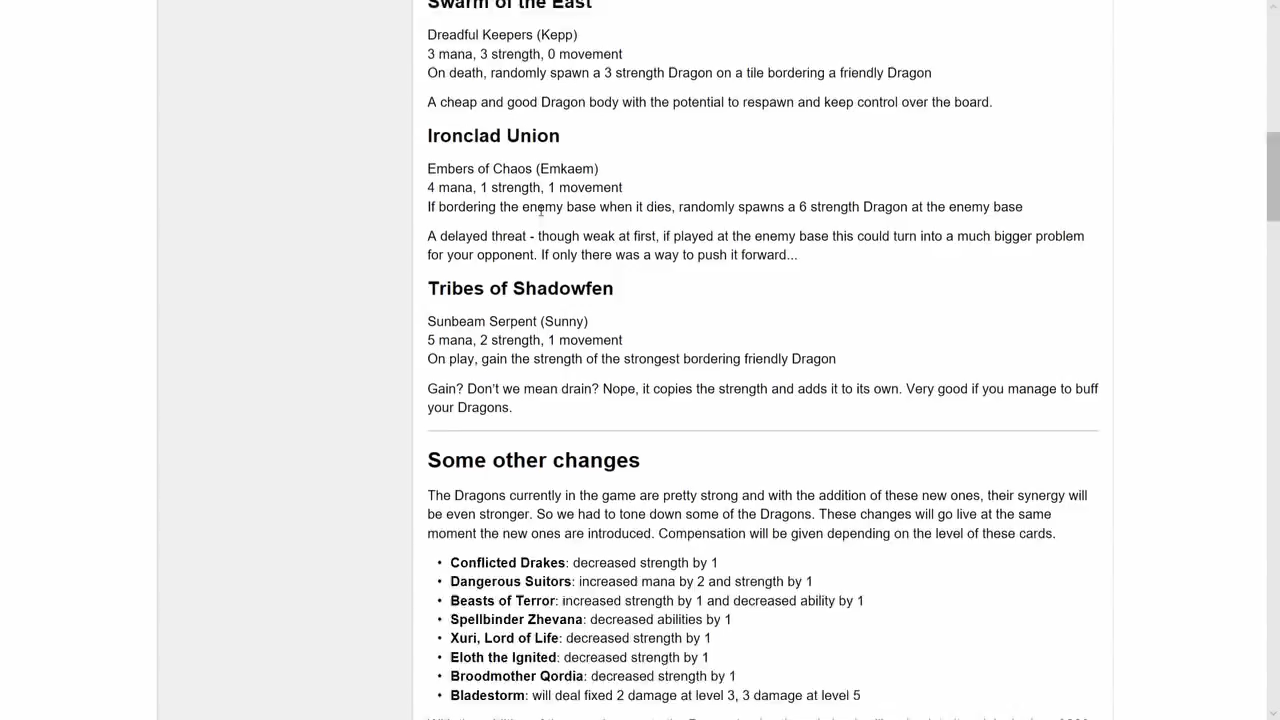 Swarm of the East
Dreadful Keepers (Kepp)
3 mana, 3 strength, 0 movement
On death, randomly spawn a 3 strength Dragon on a tile bordering a friendly Dragon
A cheap and good Dragon body with the potential to respawn and keep control over the board.
Ironclad Union
Embers of Chaos (Emkaem)
4 mana, 1 strength, 1 movement
If bordering the enemy base when it dies, randomly spawns a 6 strength Dragon at the enemy base
A delayed threat - though weak at first, if played at the enemy base this could turn into a much bigger problem
for your opponent. If only there was a way to push it forward...
Tribes of Shadowfen
Sunbeam Serpent (Sunny)
5 mana, 2 strength, 1 movement
On play, gain the strength of the strongest bordering friendly Dragon
Gain? Don't we mean drain? Nope, it copies the strength and adds it to its own. Very good if you manage to buff
your Dragons.
Some other changes
The Dragons currently in the game are pretty strong and with the addition of these new ones, their synergy will
be even stronger. So we had to tone down some of the Dragons. These changes will go live at the same
moment the new ones are introduced. Compensation will be given depending on the level of these cards.
• Conflicted Drakes: decreased strength by 1
• Dangerous Suitors: increased mana by 2 and strength by 1
• Beasts of Terror: increased strength by 1 and decreased ability by 1
• Spellbinder Zhevana: decreased abilities by 1
• Xuri, Lord of Life: decreased strength by 1
• Eloth the Ignited: decreased strength by 1
• Broodmother Qordia: decreased strength by 1
• Bladestorm: will deal fixed 2 damage at level 3, 3 damage at level 5